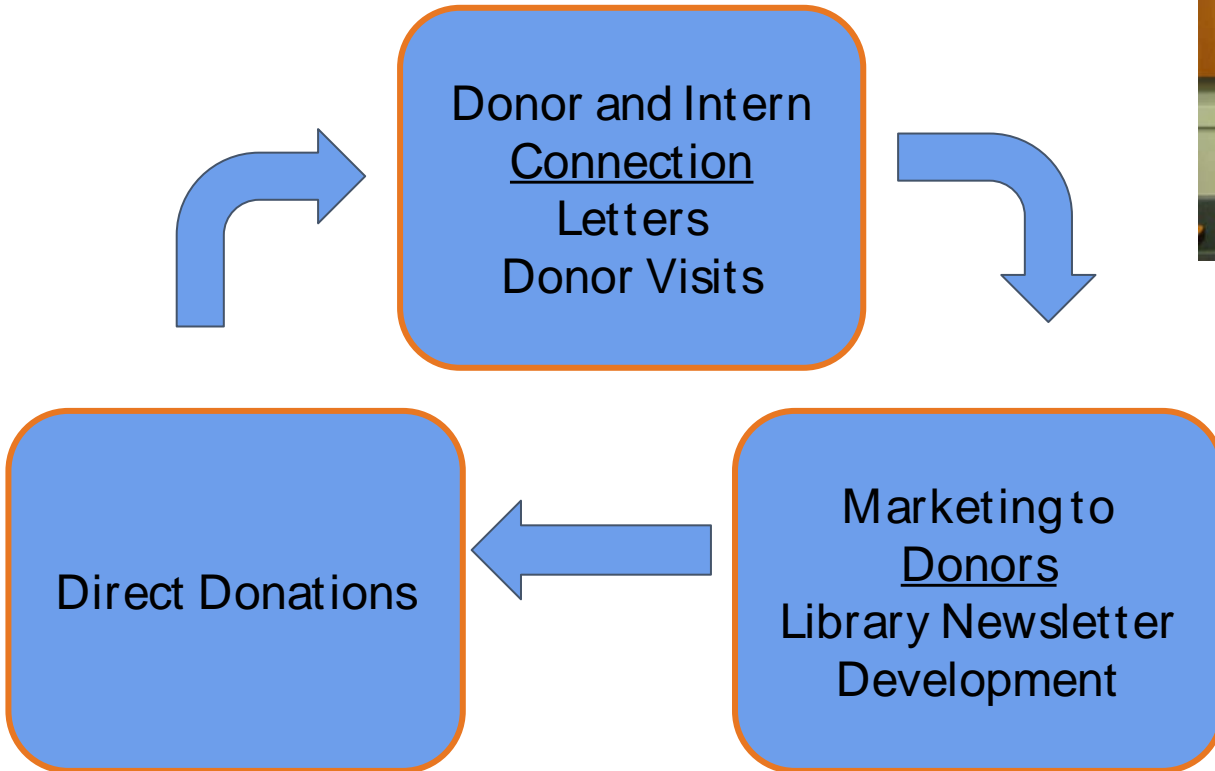 Donor and Intern
Connection
Letters
Donor Visits
Direct Donations
Marketing to
Donors
Library Newsletter
Development